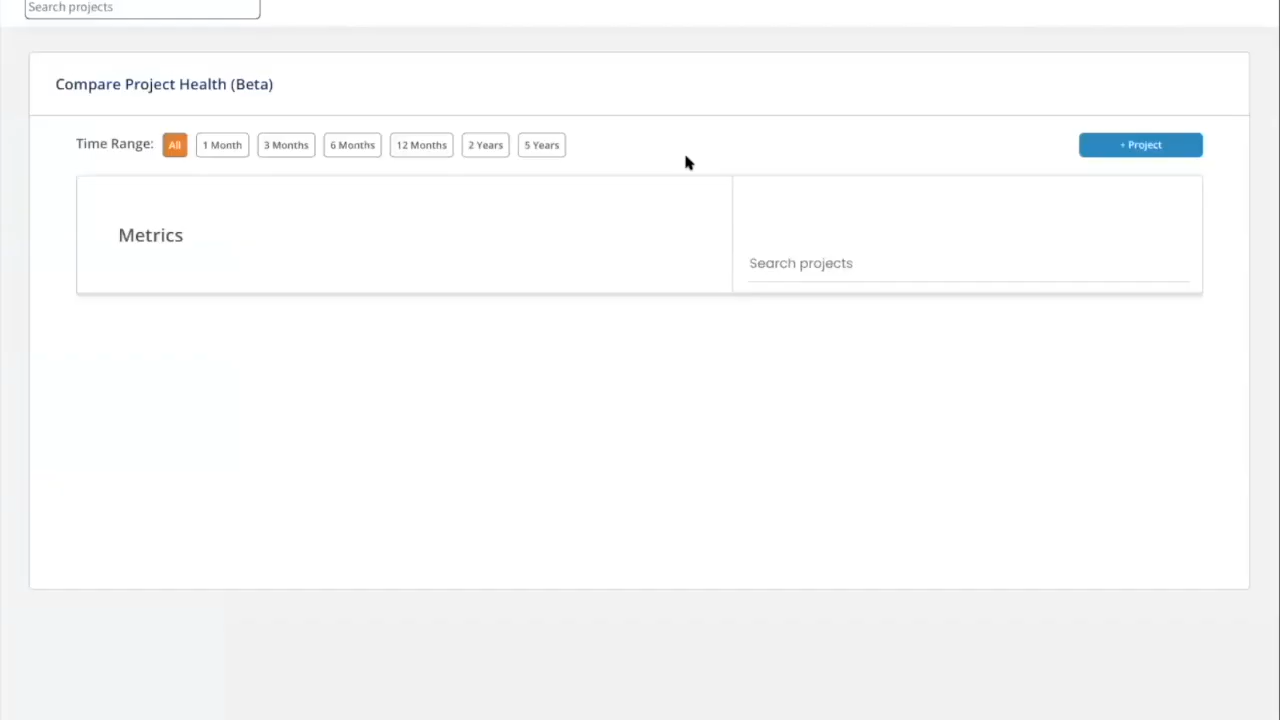 Search projects
Compare Project Health (Beta)
Time Range: All 1 Month 3 Months 6 Months 12 Months 2 Years 5 Years + Project
Metrics
Search projects